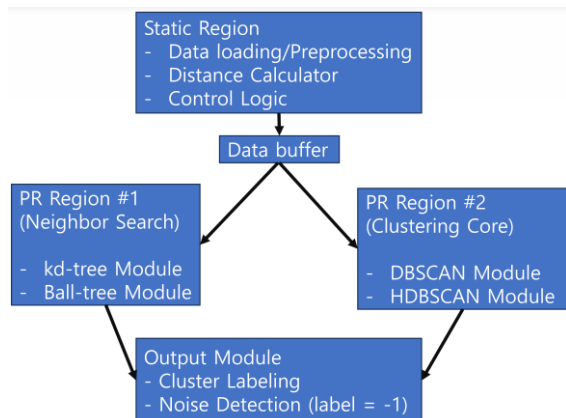 Static Region
- Data loading/Preprocessing
- Distance Calculator
- Control Logic
Data buffer
PR Region #1
(Neighbor Search)
- kd-tree Module
- Ball-tree Module
PR Region #2
(Clustering Core)
- DBSCAN Module
- HDBSCAN Module
Output Module
- Cluster Labeling
- Noise Detection (label = -1)